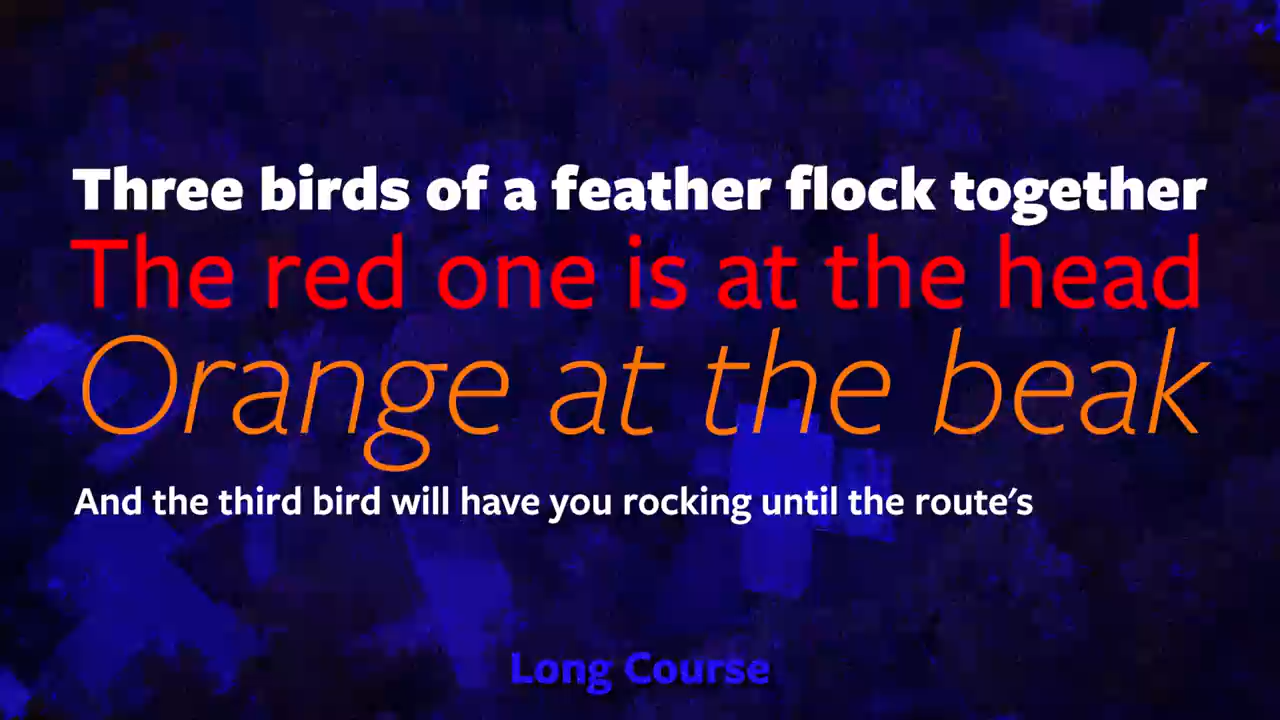 Three birds of a feather flock together
The red one is at the head
Orange at the beak
And the third bird will have you rocking until the route's
Long Course